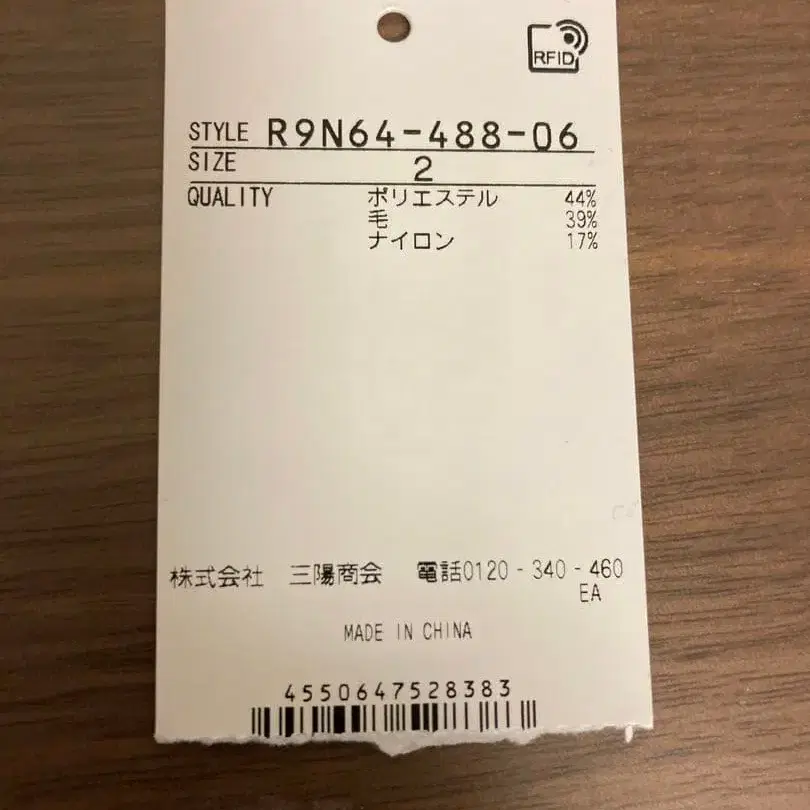 RFID
STYLE R9N64-488-06
SIZE 2
QUALITY ポリエステル 44%
毛 39%
ナイロン 17%
株式会社 三陽商会 電話0120-340-460
EA
MADE IN CHINA
4550647528383